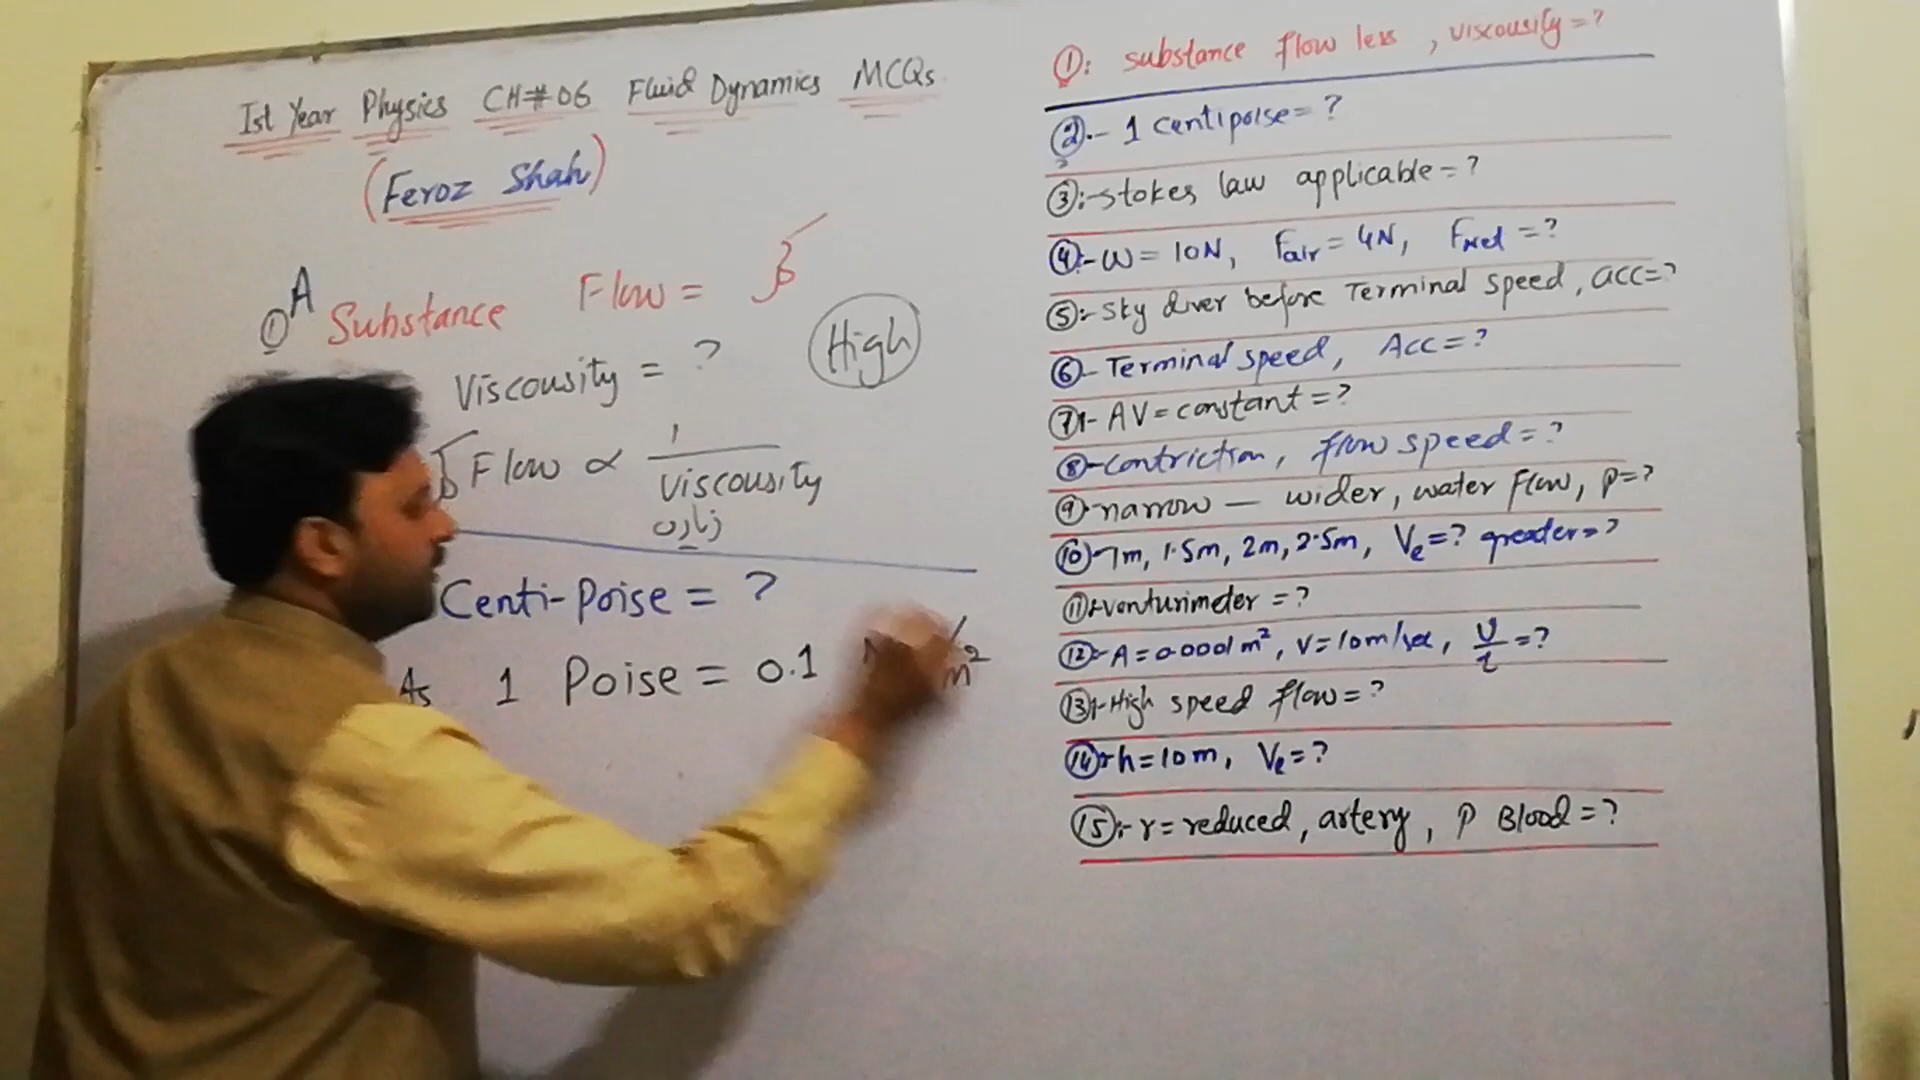 Ist Year Physics CH#06 Fluid Dynamics MCQs
(Feroz Shah)
① A Substance Flow =
Viscousity = ? High
Flow ∝ 1/viscousity
Centi-Poise = ?
As 1 Poise = 0.1
①: substance flow less, viscousity=?
②:- 1 centipoise= ?
③:- stokes law applicable=?
④:- w= 10N, Fair= 4N, FNet =?
⑤:- Sky diver before Terminal speed, acc=?
⑥- Terminal speed, Acc=?
⑦:- AV=constant=?
⑧-contriction, flow speed=?
⑨-narrow — wider, water Flow, P=?
⑩-1m, 1.5m, 2m, 2.5m, Ve=? greater=?
⑪:-venturimeter =?
⑫:- A=0.0001m², V=10m/sec, V/t=?
⑬:-High speed flow=?
⑭:- h=10m, Ve=?
⑮:- r=reduced, artery, P Blood=?